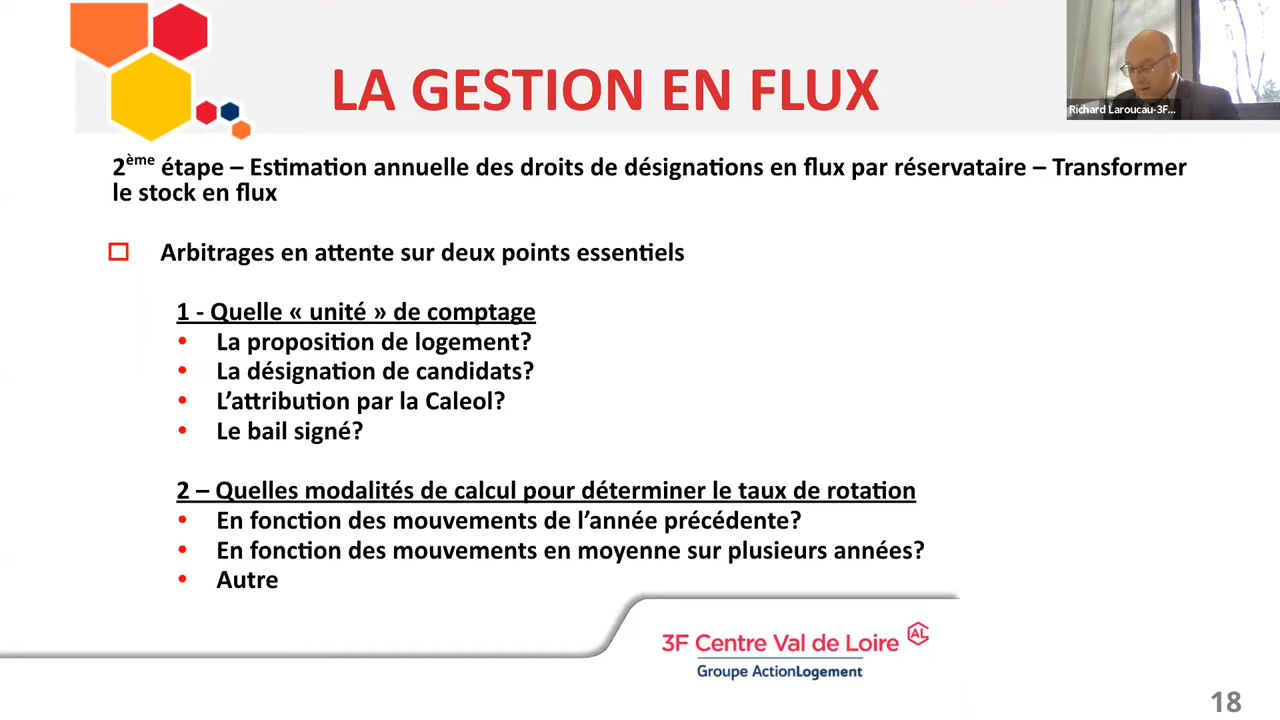 LA GESTION EN FLUX
Richard Laroucau-3F...
2ème étape – Estimation annuelle des droits de désignations en flux par réservataire – Transformer
le stock en flux
Arbitrages en attente sur deux points essentiels
1 - Quelle « unité » de comptage
• La proposition de logement?
• La désignation de candidats?
• L’attribution par la Caleol?
• Le bail signé?
2 – Quelles modalités de calcul pour déterminer le taux de rotation
• En fonction des mouvements de l’année précédente?
• En fonction des mouvements en moyenne sur plusieurs années?
• Autre
3F Centre Val de Loire AL
Groupe ActionLogement
18